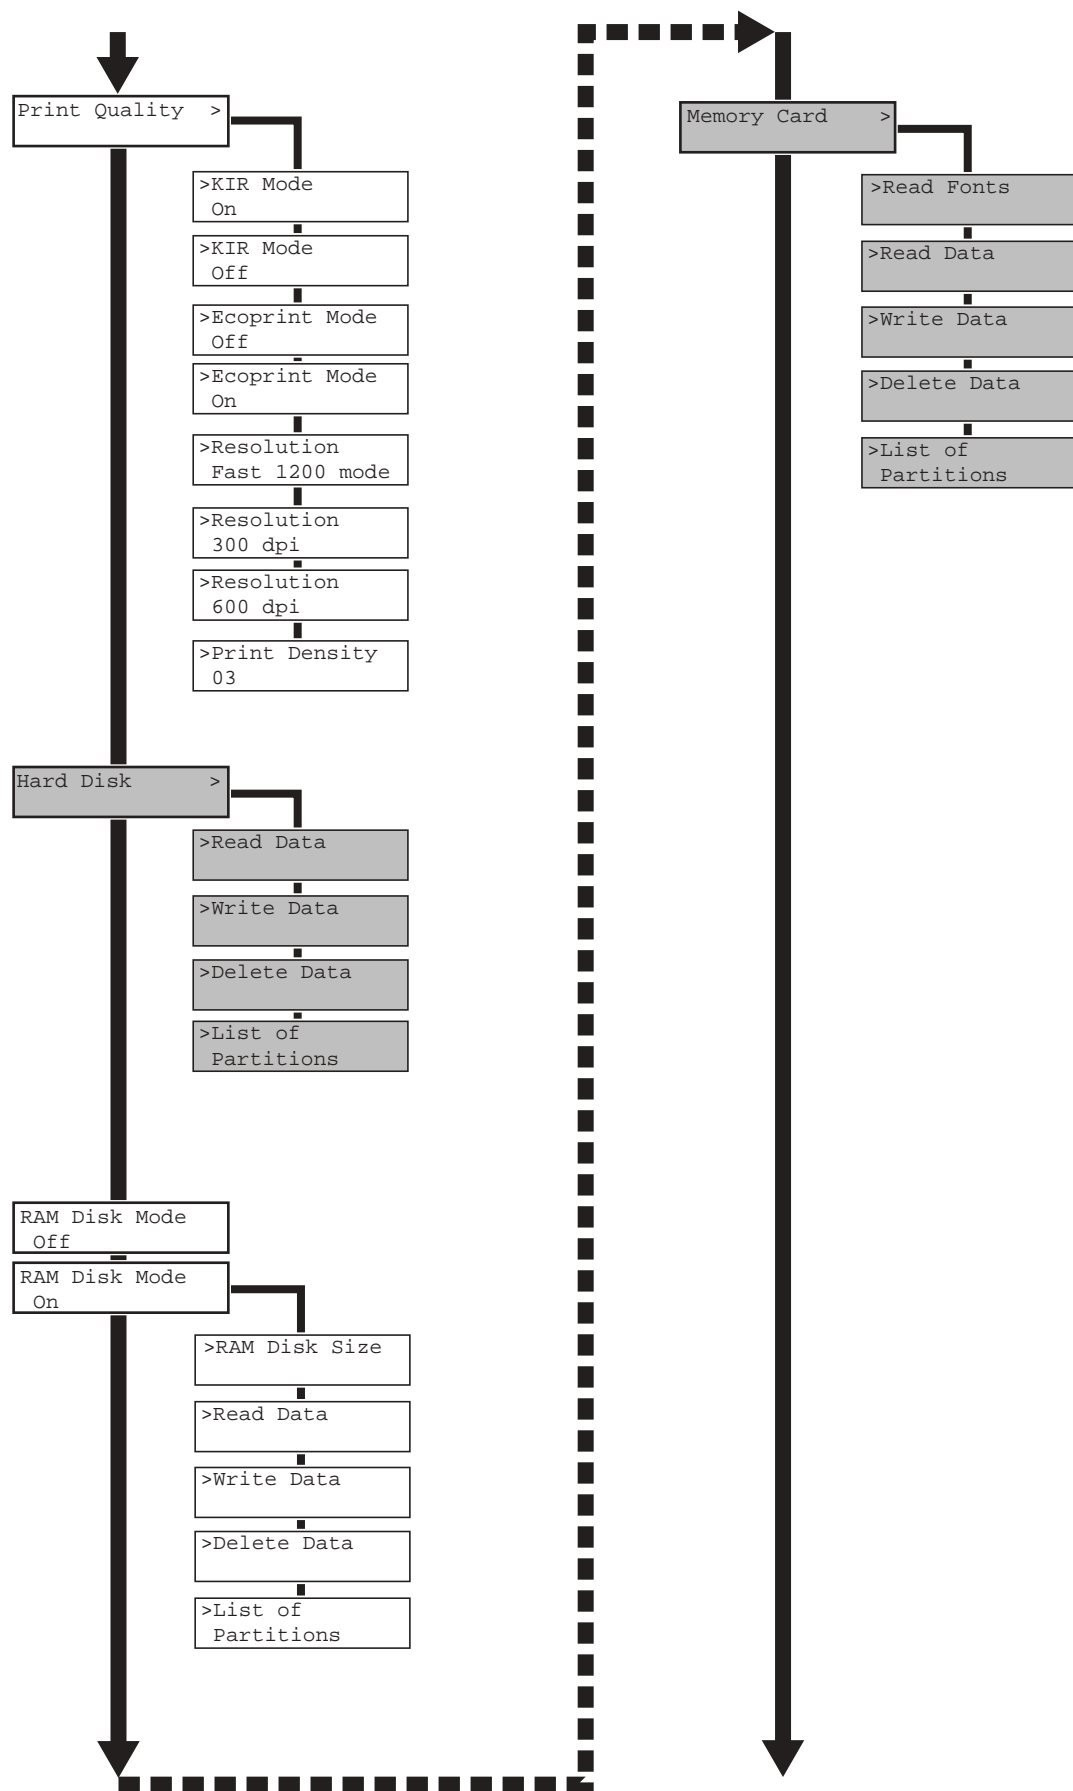 Print Quality >
>KIR Mode
On
>KIR Mode
Off
>Ecoprint Mode
Off
>Ecoprint Mode
On
>Resolution
Fast 1200 mode
>Resolution
300 dpi
>Resolution
600 dpi
>Print Density
03
Hard Disk >
>Read Data
>Write Data
>Delete Data
>List of
Partitions
RAM Disk Mode
Off
RAM Disk Mode
On
>RAM Disk Size
>Read Data
>Write Data
>Delete Data
>List of
Partitions
Memory Card >
>Read Fonts
>Read Data
>Write Data
>Delete Data
>List of
Partitions